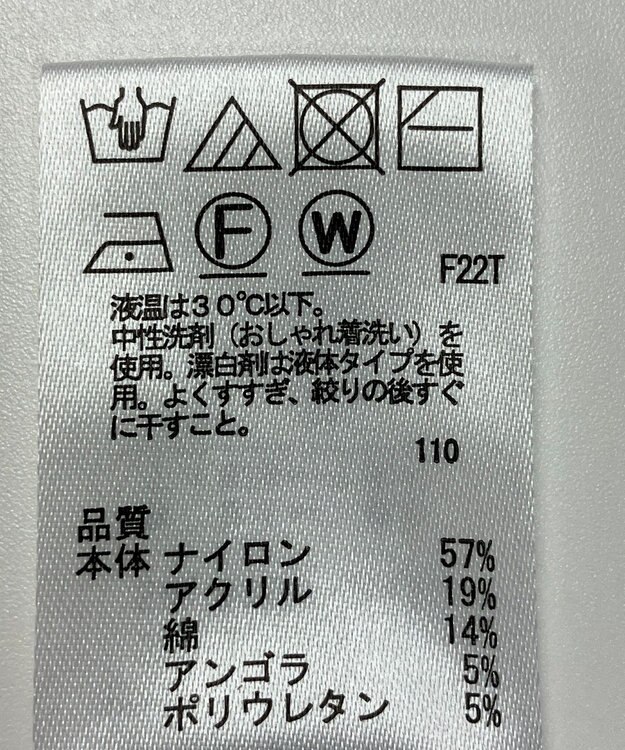 F W
F22T
液温は30℃以下。
中性洗剤（おしゃれ着洗い）を
使用。漂白剤は液体タイプを使
用。よくすすぎ、絞りの後すぐ
に干すこと。
110
品質
本体 ナイロン 57%
アクリル 19%
綿 14%
アンゴラ 5%
ポリウレタン 5%